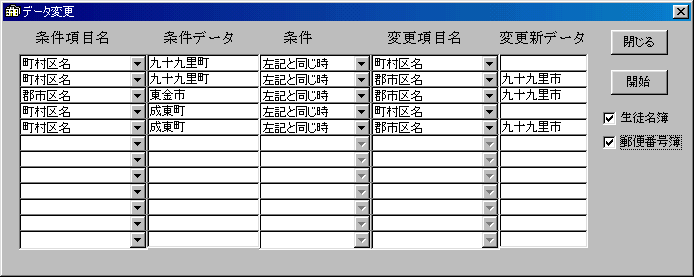 データ変更
条件項目名 条件データ 条件 変更項目名 変更新データ
町村区名 九十九里町 左記と同じ時 町村区名
町村区名 九十九里町 左記と同じ時 郡市区名 九十九里市
郡市区名 東金市 左記と同じ時 郡市区名 九十九里市
町村区名 成東町 左記と同じ時 町村区名
町村区名 成東町 左記と同じ時 郡市区名 九十九里市
閉じる
開始
生徒名簿
郵便番号簿